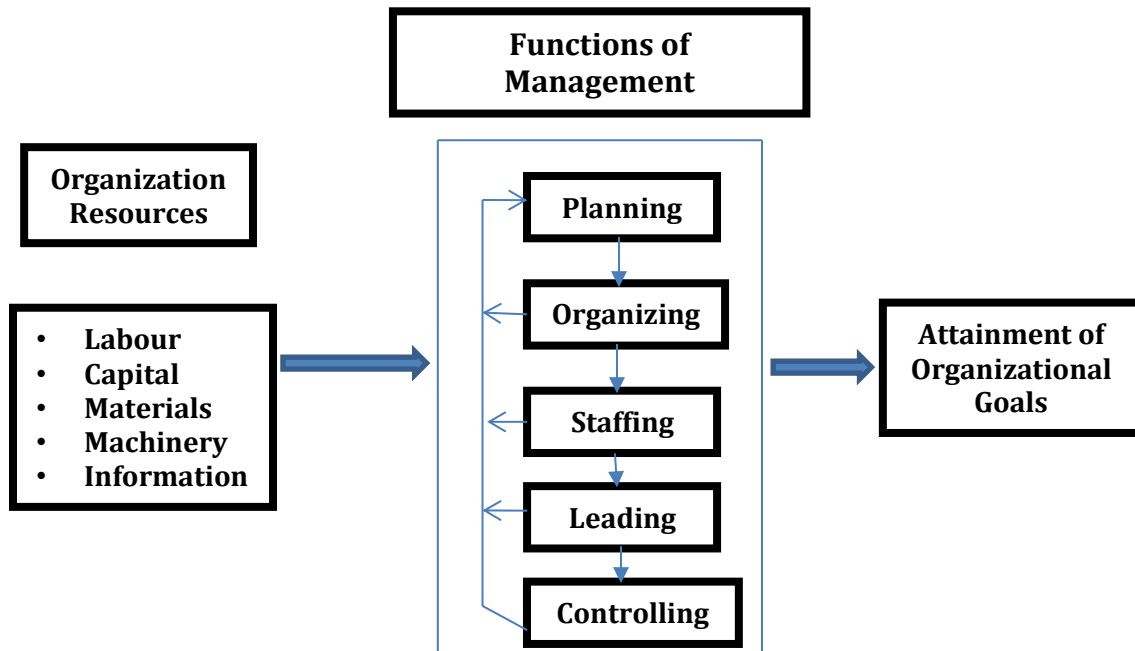 Functions of
Management
Organization
Resources
• Labour
• Capital
• Materials
• Machinery
• Information
Planning
Organizing
Staffing
Leading
Controlling
Attainment of
Organizational
Goals